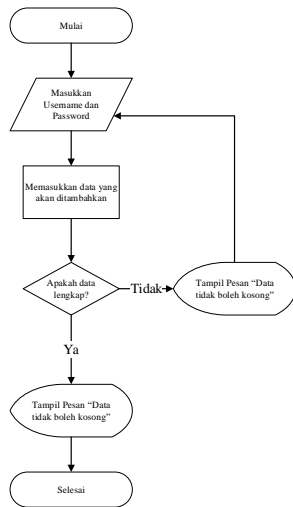 Mulai
Masukkan
Username dan
Password
Memasukkan data yang
akan ditambahkan
Apakah data
lengkap?
Tidak
Tampil Pesan “Data
tidak boleh kosong”
Ya
Tampil Pesan “Data
tidak boleh kosong”
Selesai